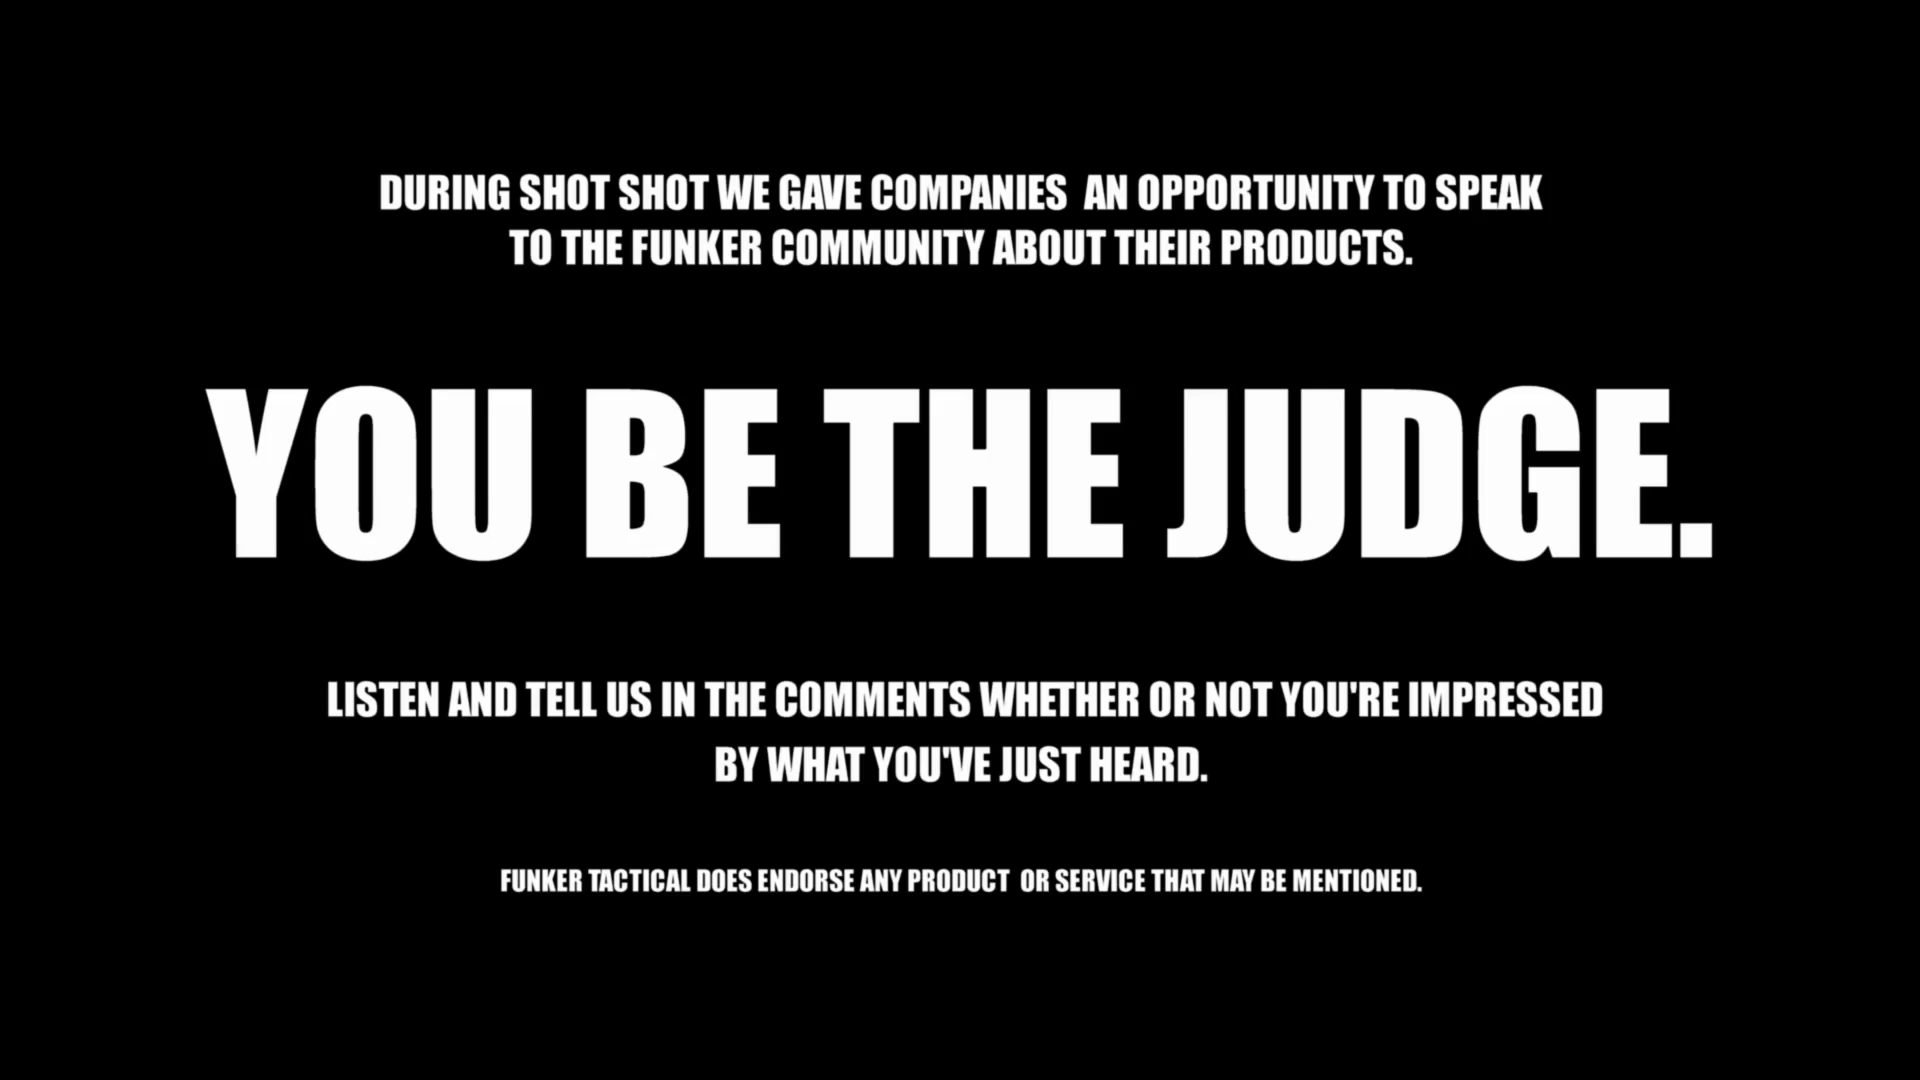 DURING SHOT SHOT WE GAVE COMPANIES  AN OPPORTUNITY TO SPEAK
TO THE FUNKER COMMUNITY ABOUT THEIR PRODUCTS.
YOU BE THE JUDGE.
LISTEN AND TELL US IN THE COMMENTS WHETHER OR NOT YOU'RE IMPRESSED
BY WHAT YOU'VE JUST HEARD.
FUNKER TACTICAL DOES ENDORSE ANY PRODUCT  OR SERVICE THAT MAY BE MENTIONED.